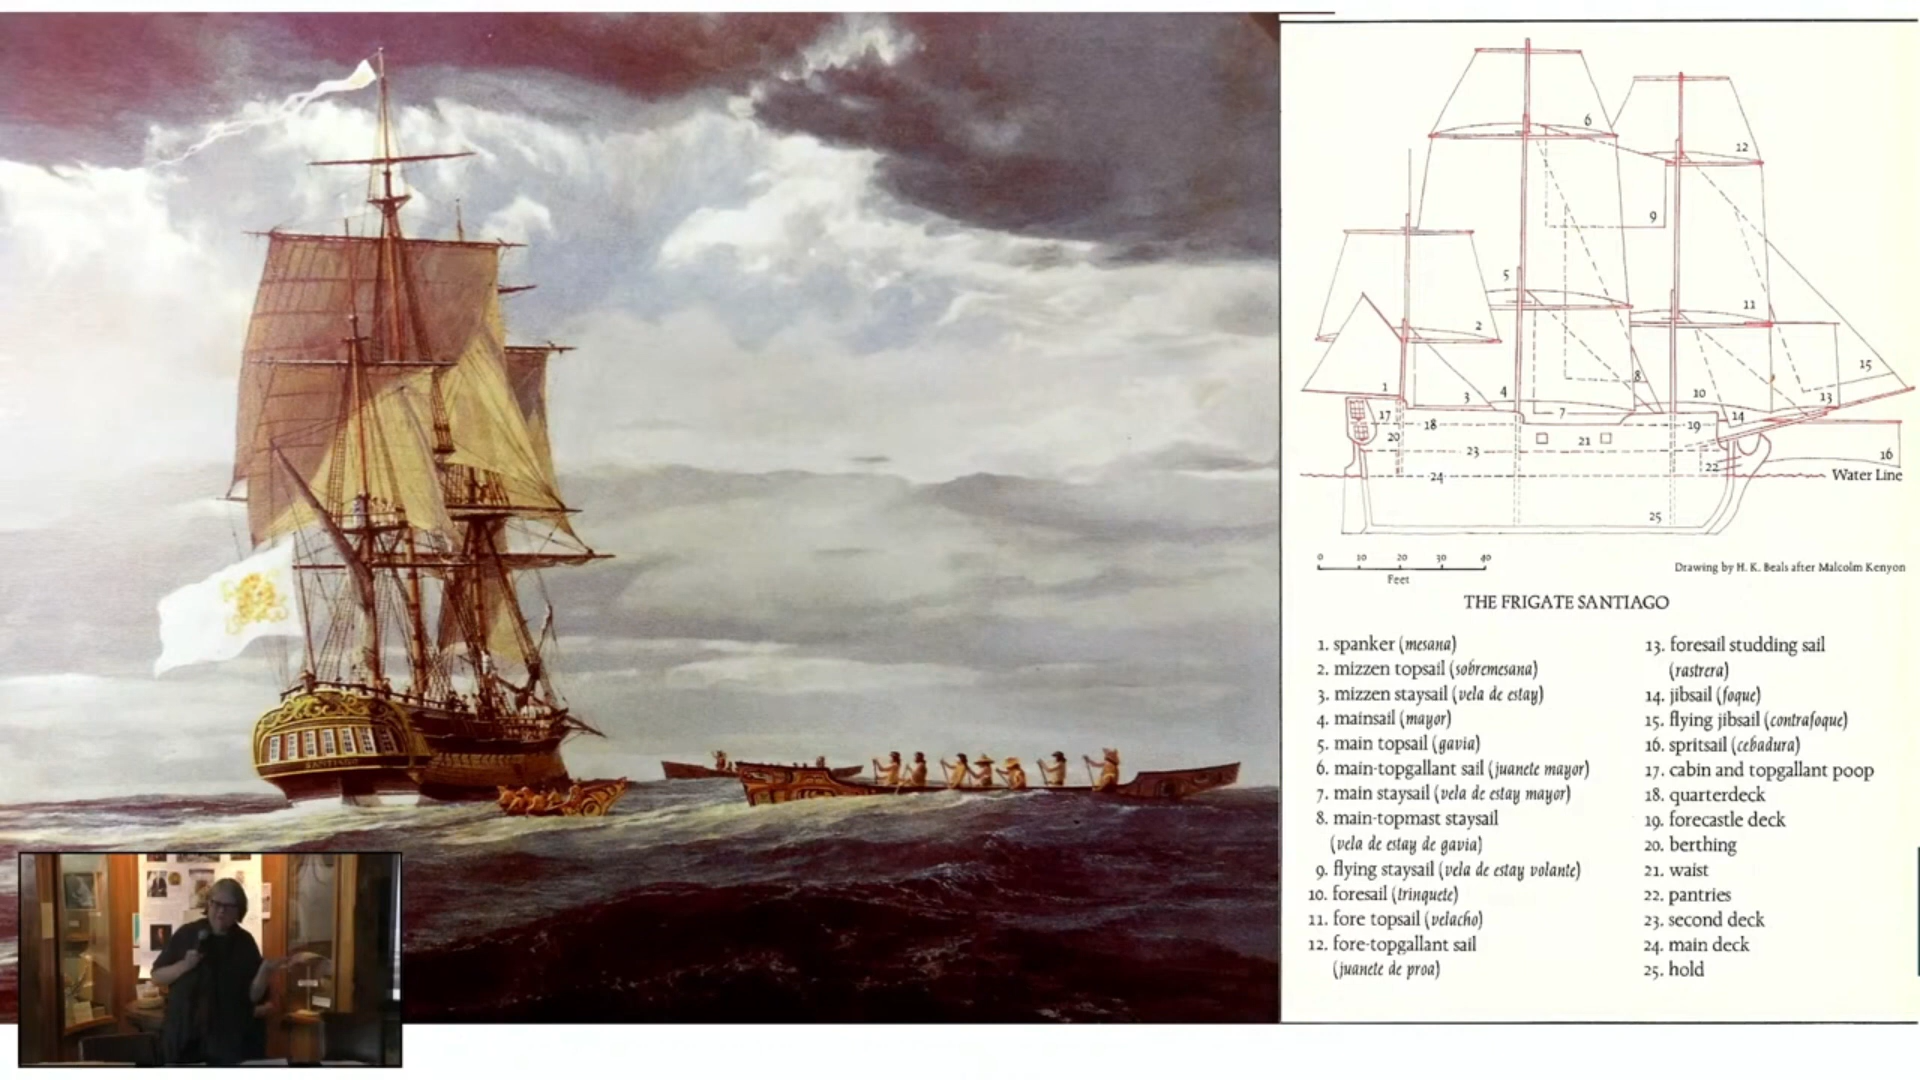 SANTIAGO
6
12
9
5
11
2
15
8
1
3
4
10
13
7
14
17
18
19
20
21
23
16
22
24
Water Line
25
0 10 20 30 40
Feet
Drawing by H. K. Beals after Malcolm Kenyon
THE FRIGATE SANTIAGO
1. spanker (mesana)
2. mizzen topsail (sobremesana)
3. mizzen staysail (vela de estay)
4. mainsail (mayor)
5. main topsail (gavia)
6. main-topgallant sail (juanete mayor)
7. main staysail (vela de estay mayor)
8. main-topmast staysail
(vela de estay de gavia)
9. flying staysail (vela de estay volante)
10. foresail (trinquete)
11. fore topsail (velacho)
12. fore-topgallant sail
(juanete de proa)
13. foresail studding sail
(rastrera)
14. jibsail (foque)
15. flying jibsail (contrafoque)
16. spritsail (cebadura)
17. cabin and topgallant poop
18. quarterdeck
19. forecastle deck
20. berthing
21. waist
22. pantries
23. second deck
24. main deck
25. hold